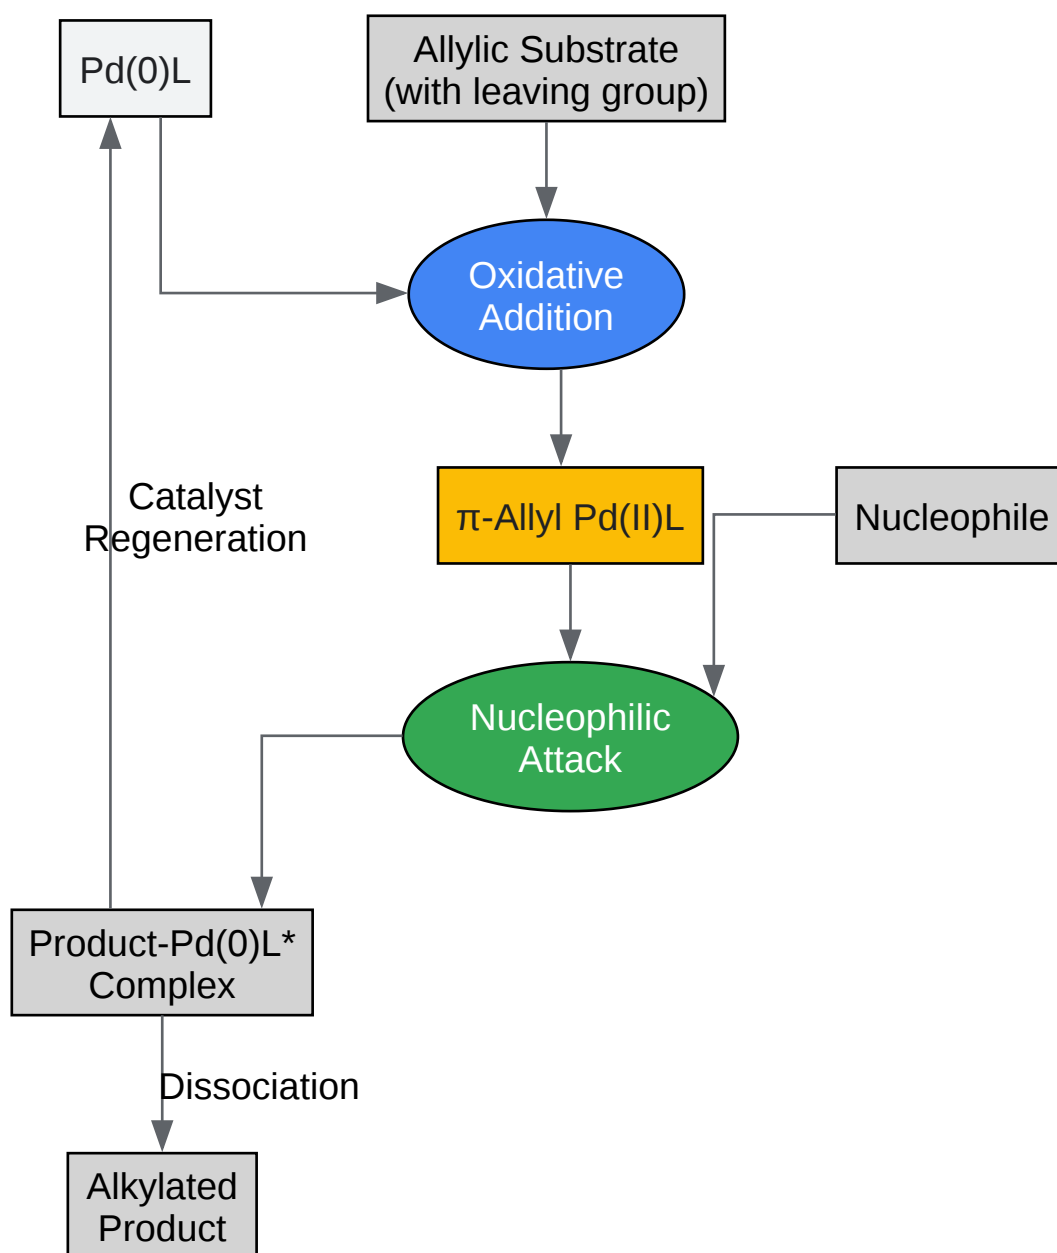 Pd(0)L
Allylic Substrate
(with leaving group)
Oxidative
Addition
Catalyst
Regeneration
π-Allyl Pd(II)L
Nucleophile
Nucleophilic
Attack
Product-Pd(0)L*
Complex
Dissociation
Alkylated
Product